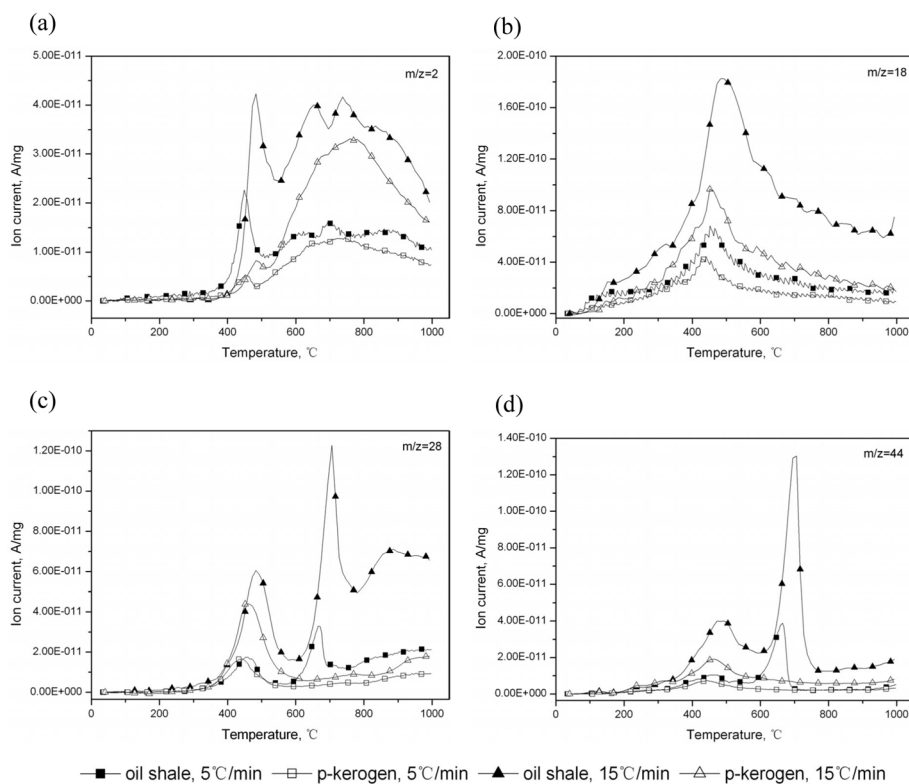 (a)
5.00E-011
4.00E-011
3.00E-011
2.00E-011
1.00E-011
0.00E+000
Ion current, A/mg
m/z=2
0 200 400 600 800 1000
Temperature, ℃
(b)
2.00E-010
1.60E-010
1.20E-010
8.00E-011
4.00E-011
0.00E+000
Ion current, A/mg
m/z=18
0 200 400 600 800 1000
Temperature, ℃
(c)
1.20E-010
1.00E-010
8.00E-011
6.00E-011
4.00E-011
2.00E-011
0.00E+000
Ion current, A/mg
m/z=28
0 200 400 600 800 1000
Temperature, ℃
(d)
1.40E-010
1.20E-010
1.00E-010
8.00E-011
6.00E-011
4.00E-011
2.00E-011
0.00E+000
Ion current, A/mg
m/z=44
0 200 400 600 800 1000
Temperature, ℃
oil shale, 5℃/min p-kerogen, 5℃/min oil shale, 15℃/min p-kerogen, 15℃/min